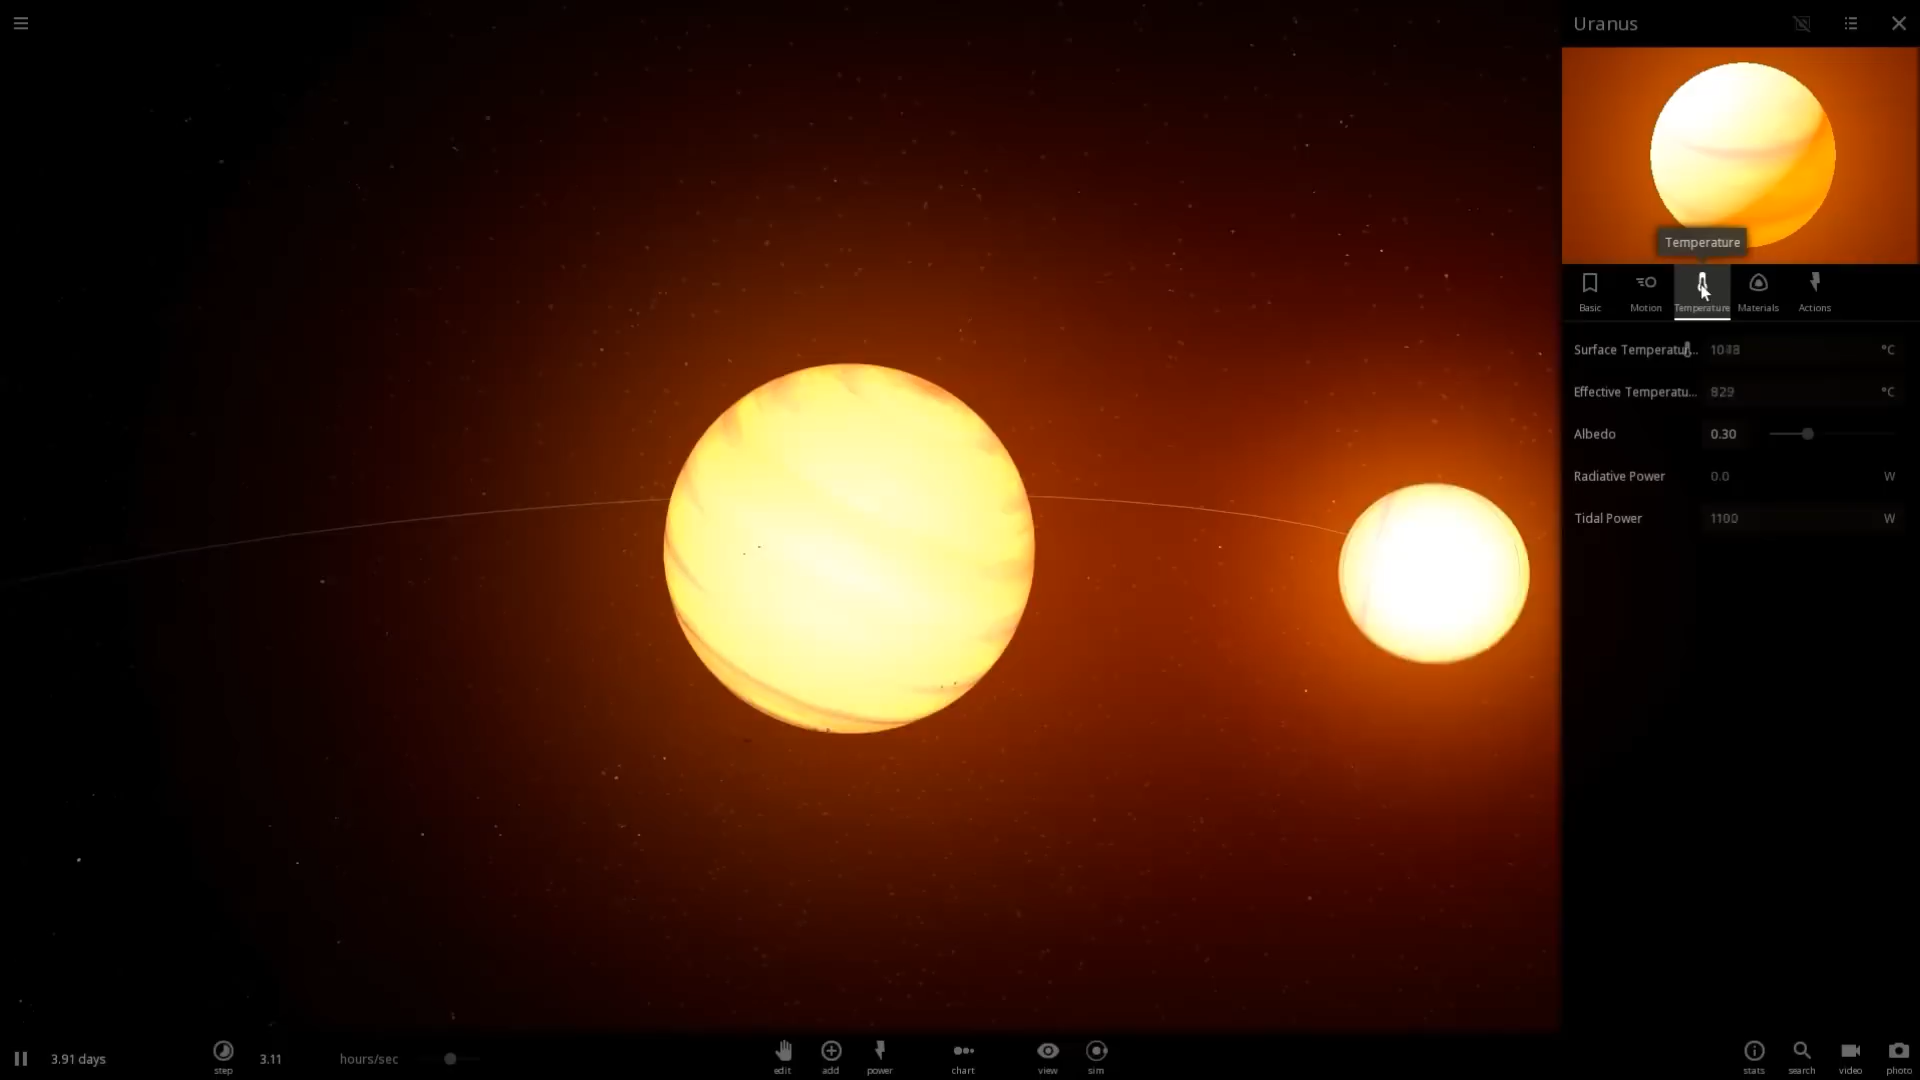 Uranus
Temperature
Basic
Motion
Temperature
Materials
Actions
Surface Temperatu... °C
Effective Temperatu... 829 °C
Albedo 0.30
Radiative Power 0.0 W
Tidal Power 1100 W
3.91 days
step
3.11 hours/sec
edit
add
power
chart
view
sim
stats
search
video
photo